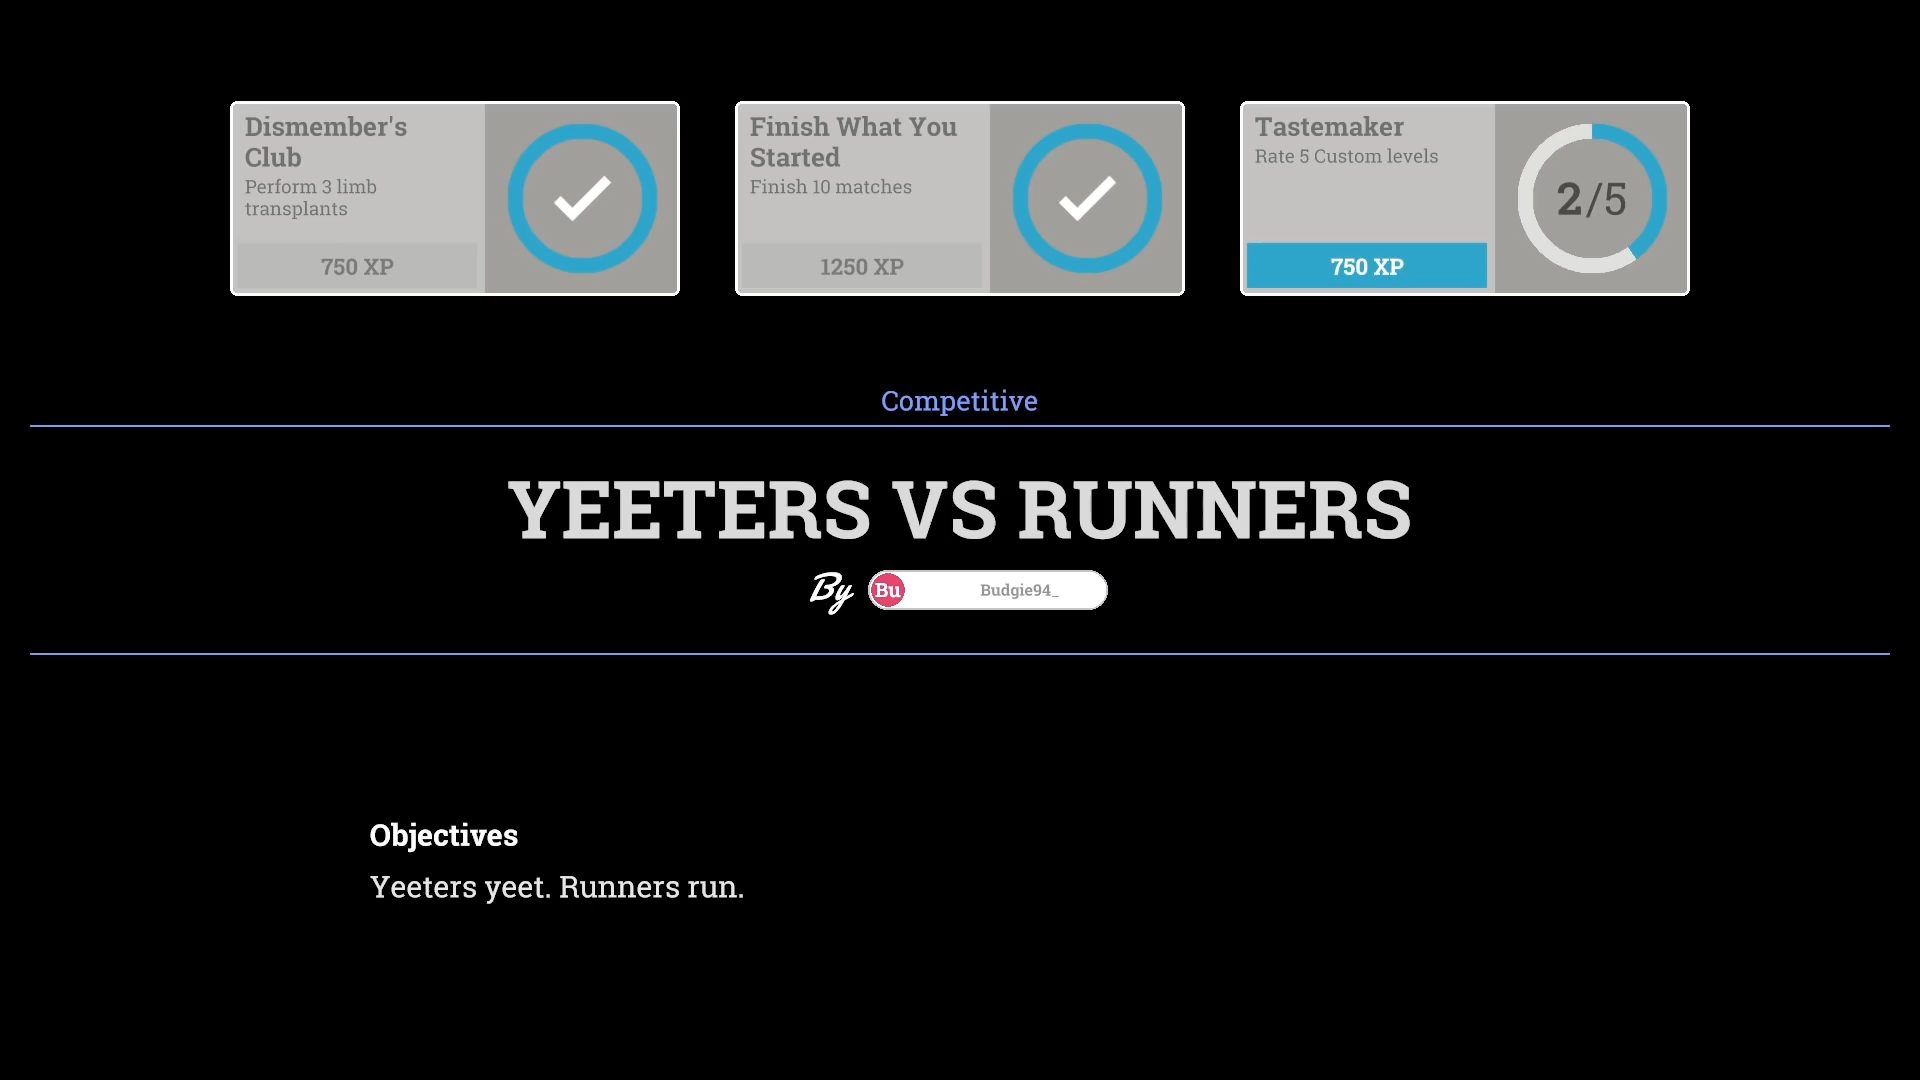 Dismember's
Club
Perform 3 limb
transplants
750 XP
Finish What You
Started
Finish 10 matches
1250 XP
Tastemaker
Rate 5 Custom levels
2/5
750 XP
Competitive
YEETERS VS RUNNERS
By Bu Budgie94_
Objectives
Yeeters yeet. Runners run.